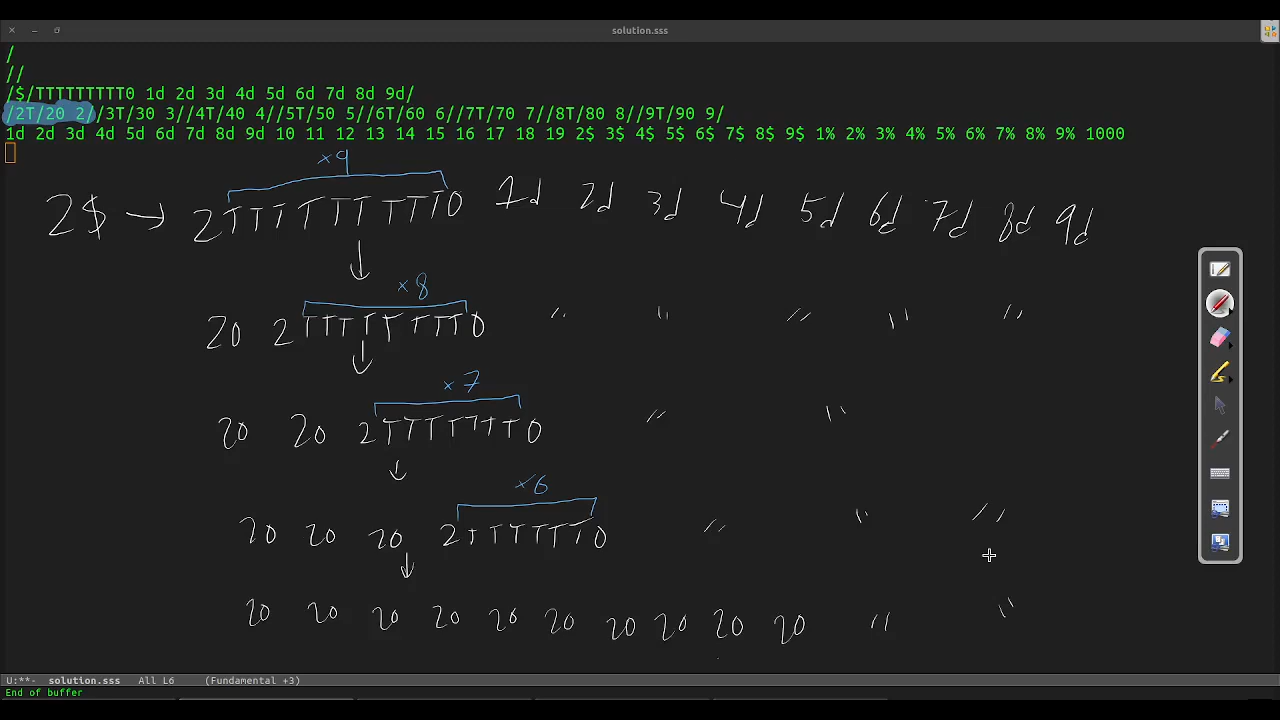 solution.sss
/
//
/$/TTTTTTTTT0 1d 2d 3d 4d 5d 6d 7d 8d 9d/
/2T/20 2//3T/30 3//4T/40 4//5T/50 5//6T/60 6//7T/70 7//8T/80 8//9T/90 9/
1d 2d 3d 4d 5d 6d 7d 8d 9d 10 11 12 13 14 15 16 17 18 19 2$ 3$ 4$ 5$ 6$ 7$ 8$ 9$ 1% 2% 3% 4% 5% 6% 7% 8% 9% 1000
×9
2$ → 2TTTTTTTTT0 1d 2d 3d 4d 5d 6d 7d 8d 9d
×8
20 2TTTTTTTT0 " " " " "
×7
20 20 2TTTTTTT0 " "
×6
20 20 20 2TTTTTT0 " " "
20 20 20 20 20 20 20 20 20 20 " "
U:**- solution.sss All L6 (Fundamental +3)
End of buffer